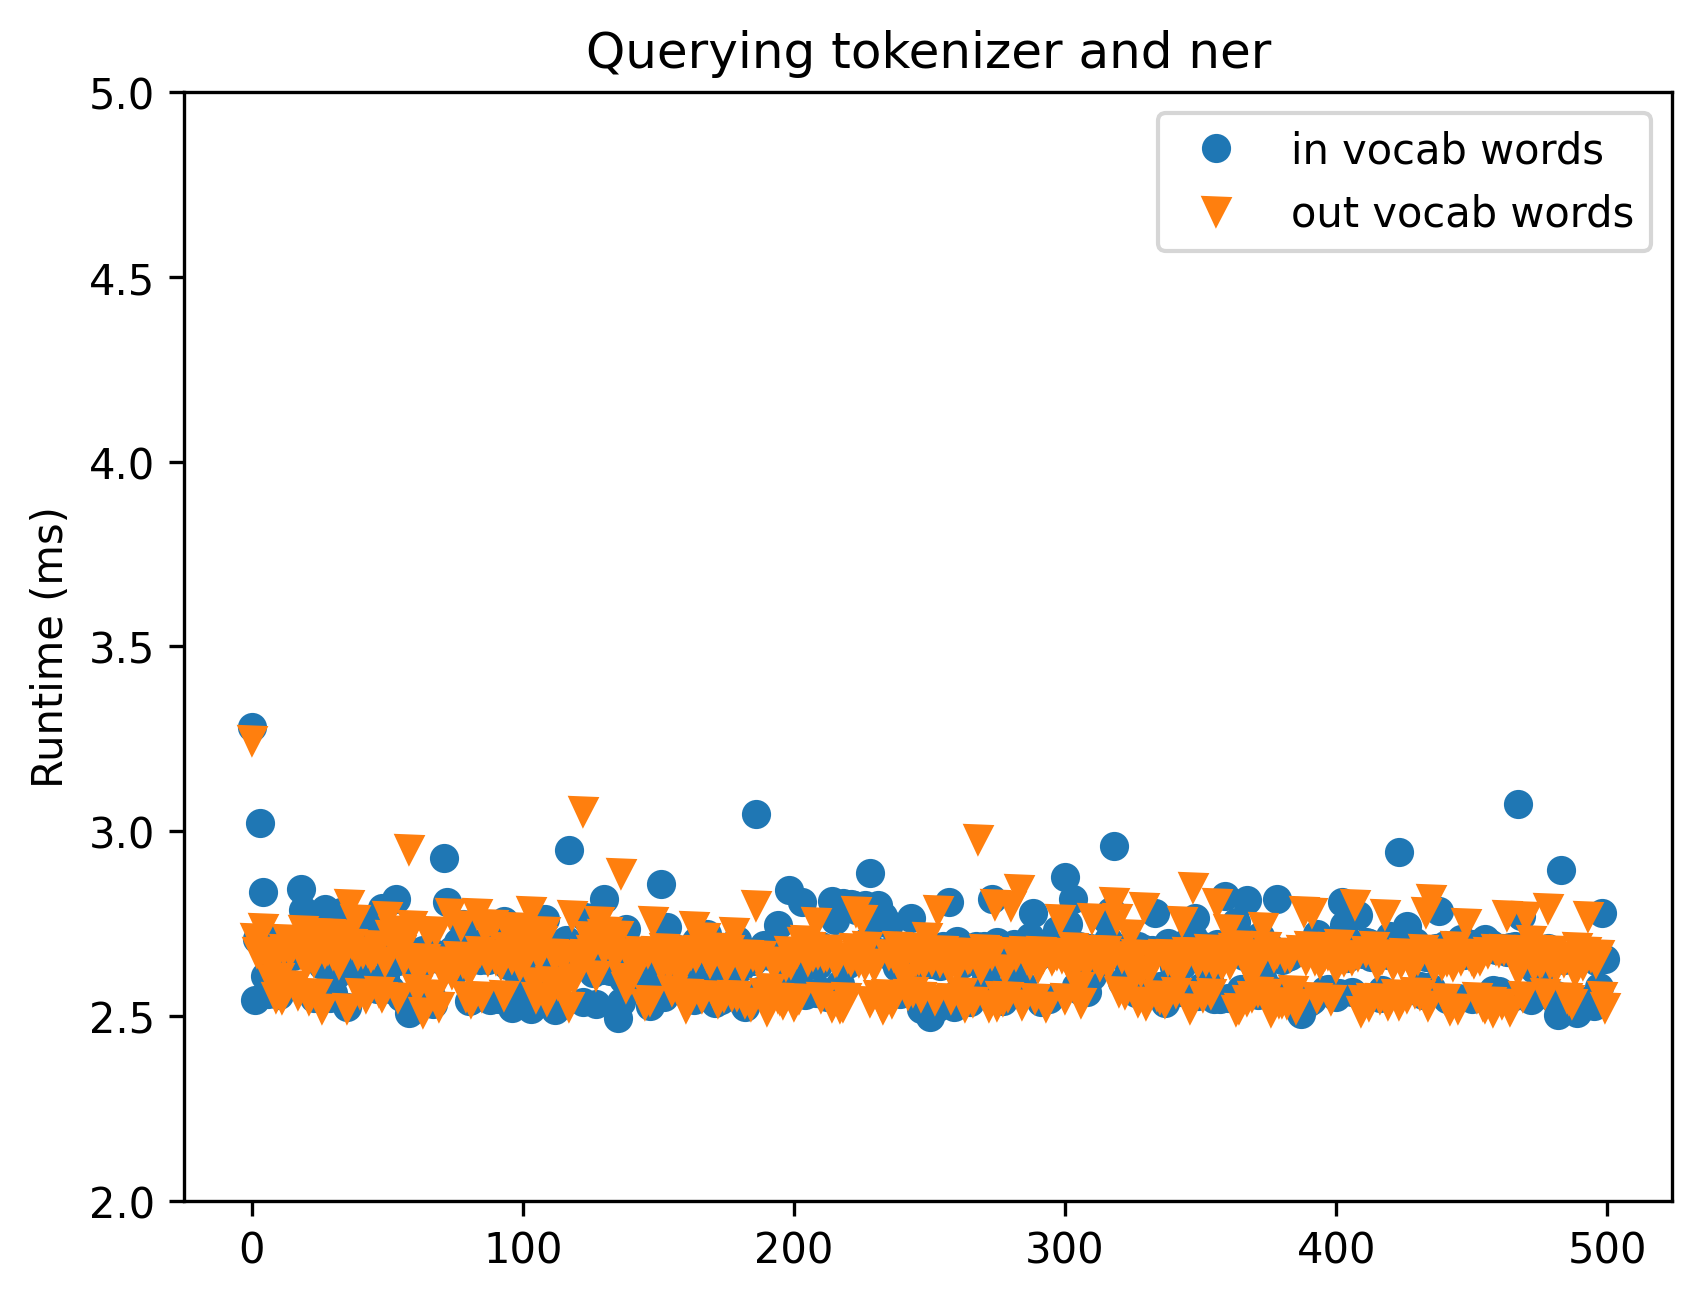 Querying tokenizer and ner
5.0
4.5
4.0
3.5
3.0
2.5
2.0
Runtime (ms)
in vocab words
out vocab words
0 100 200 300 400 500